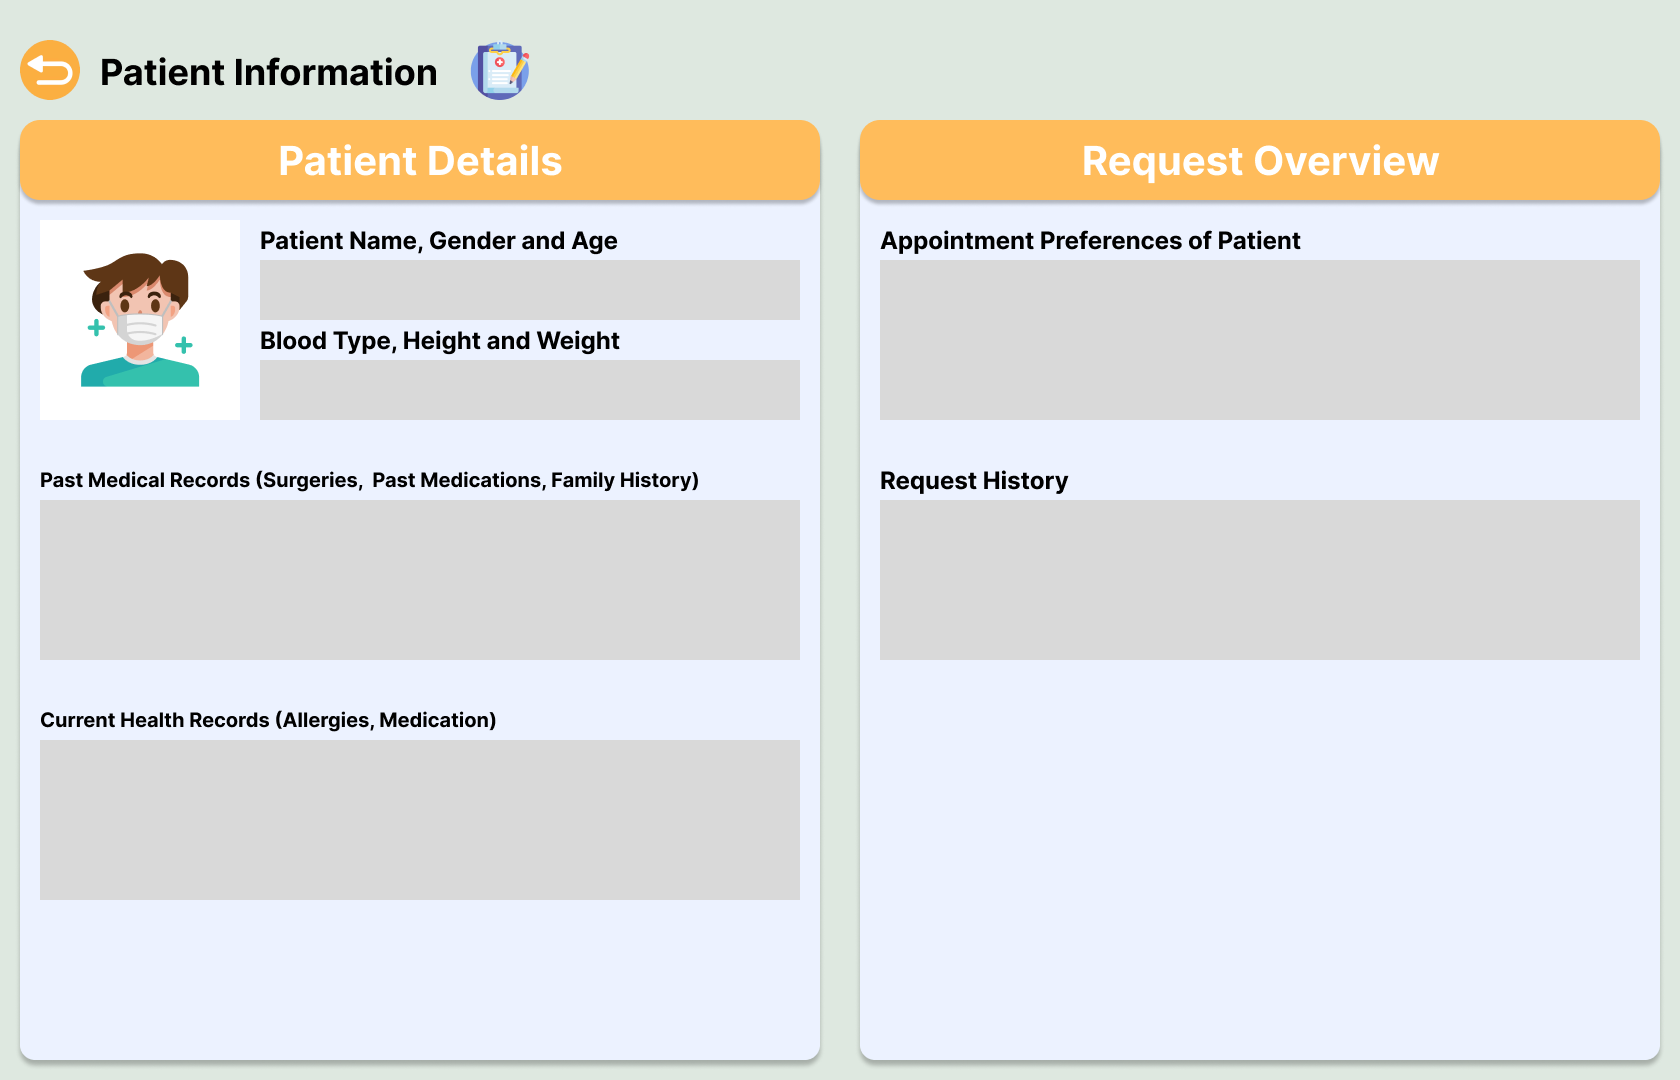 Patient Information
Patient Details
Patient Name, Gender and Age
Blood Type, Height and Weight
Past Medical Records (Surgeries,  Past Medications, Family History)
Current Health Records (Allergies, Medication)
Request Overview
Appointment Preferences of Patient
Request History